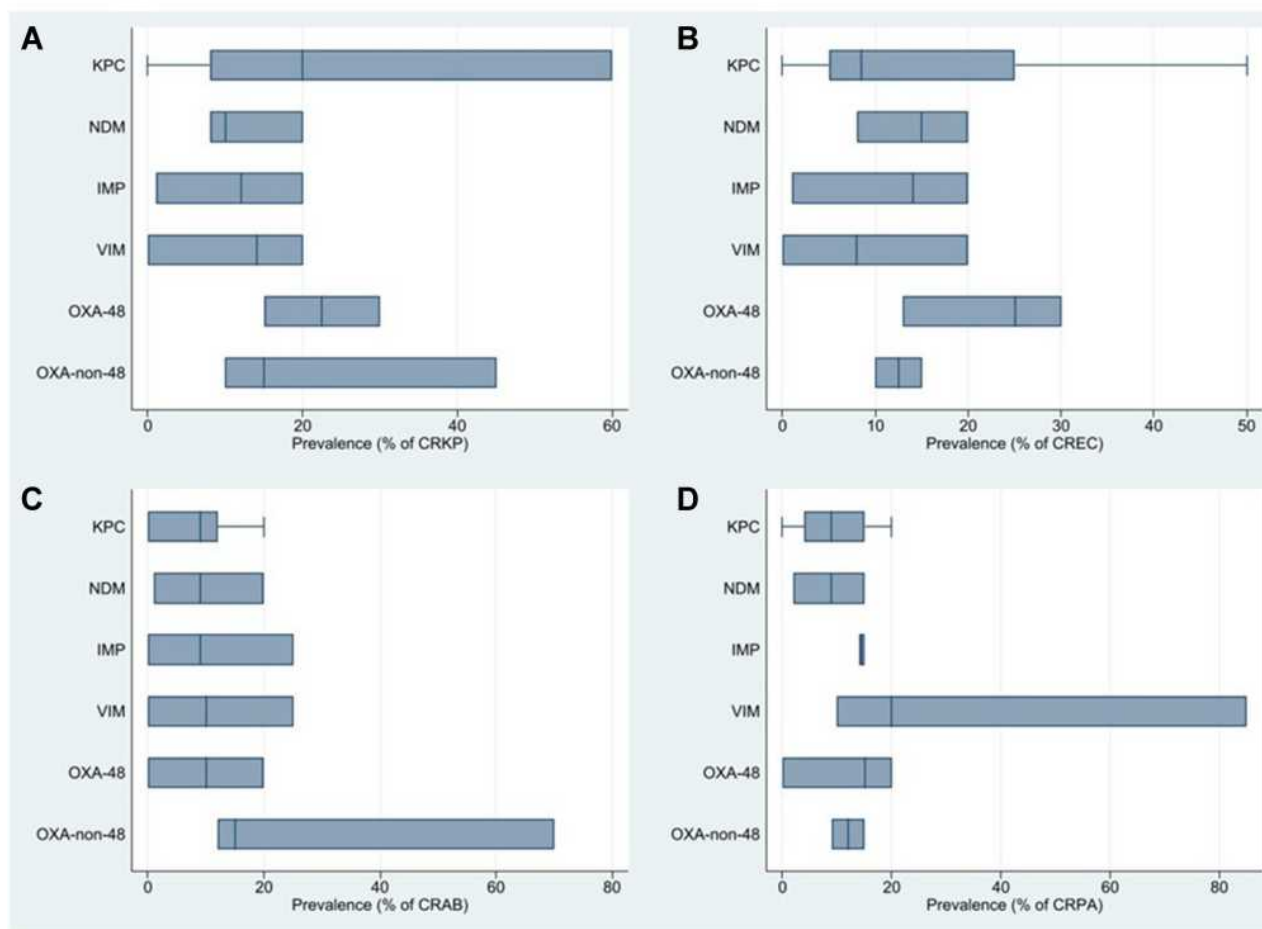 A
KPC
NDM
IMP
VIM
OXA-48
OXA-non-48
0 20 40 60
Prevalence (% of CRKP)
B
KPC
NDM
IMP
VIM
OXA-48
OXA-non-48
0 10 20 30 40 50
Prevalence (% of CREC)
C
KPC
NDM
IMP
VIM
OXA-48
OXA-non-48
0 20 40 60 80
Prevalence (% of CRAB)
D
KPC
NDM
IMP
VIM
OXA-48
OXA-non-48
0 20 40 60 80
Prevalence (% of CRPA)